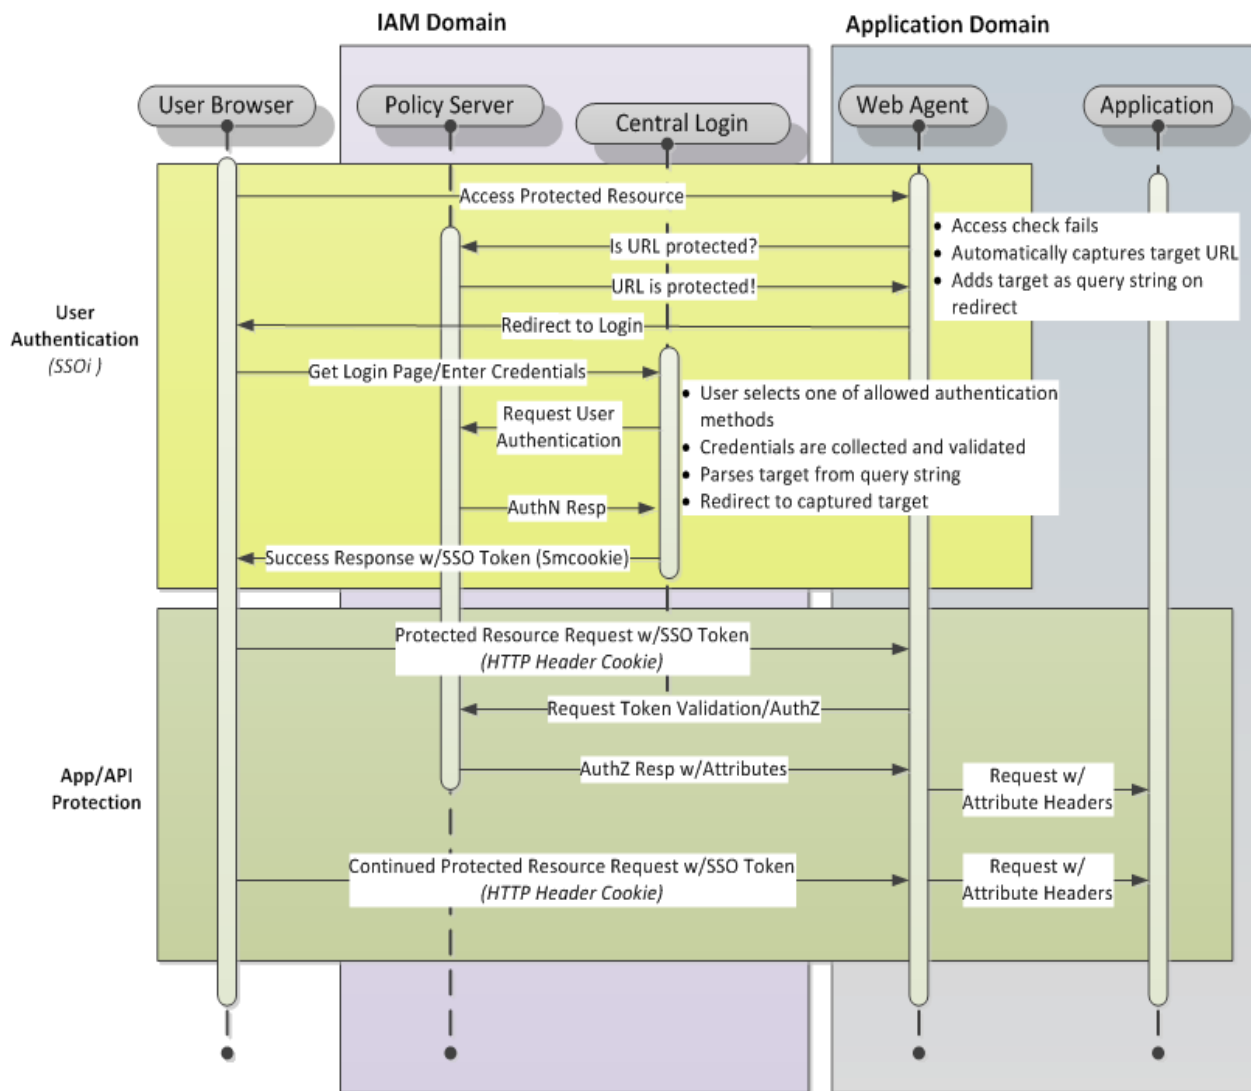 IAM Domain
Application Domain
User Browser
Policy Server
Central Login
Web Agent
Application
Access Protected Resource
• Access check fails
• Automatically captures target URL
• Adds target as query string on
redirect
Is URL protected?
URL is protected!
Redirect to Login
User
Authentication
(SSOi )
Get Login Page/Enter Credentials
• User selects one of allowed authentication
methods
• Credentials are collected and validated
• Parses target from query string
• Redirect to captured target
Request User
Authentication
AuthN Resp
Success Response w/SSO Token (Smcookie)
Protected Resource Request w/SSO Token
(HTTP Header Cookie)
Request Token Validation/AuthZ
App/API
Protection
AuthZ Resp w/Attributes
Request w/
Attribute Headers
Continued Protected Resource Request w/SSO Token
(HTTP Header Cookie)
Request w/
Attribute Headers